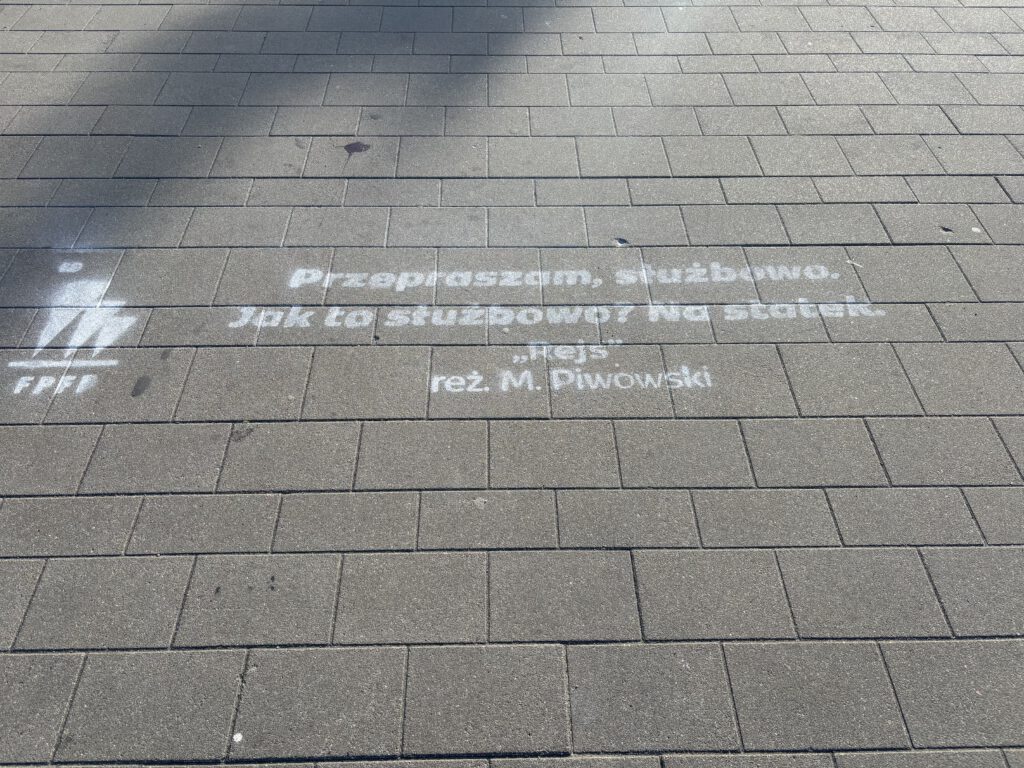 Przepraszam, służbowo.
Jak to służbowo? Na statek.
„Rejs”
reż. M. Piwowski
FPFF